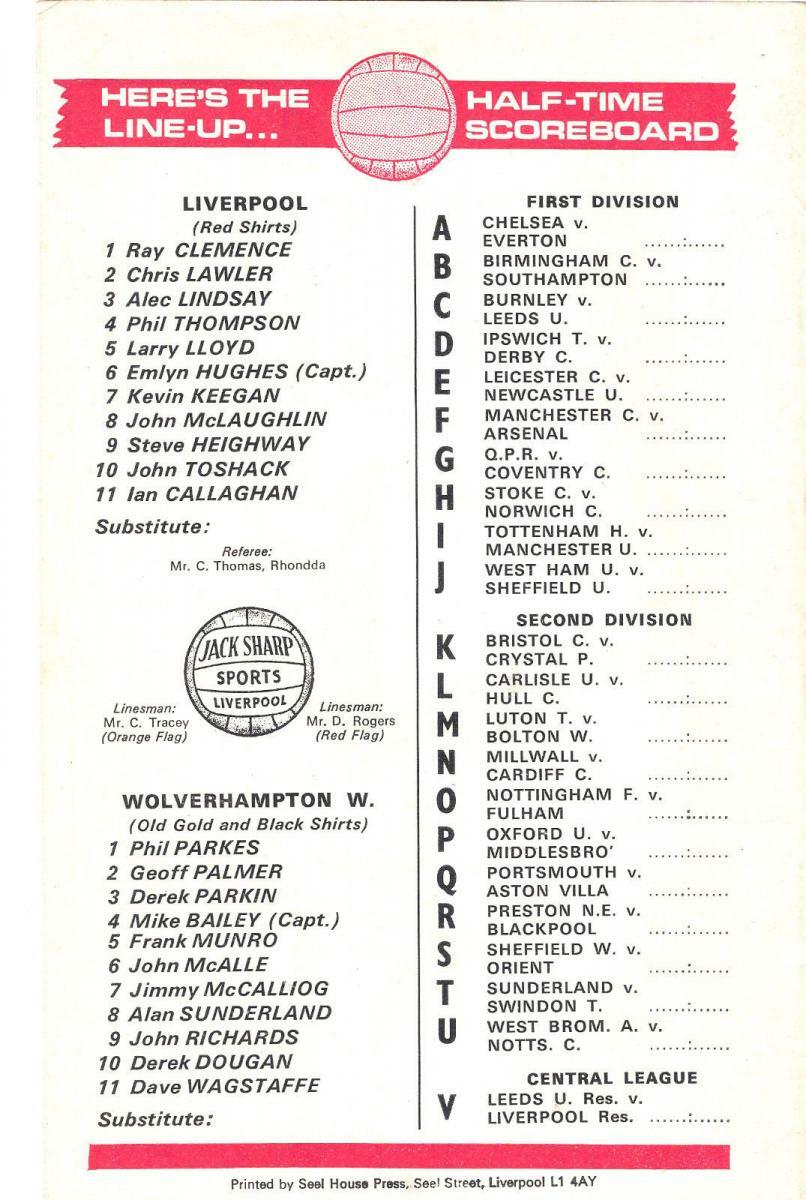 HERE'S THE
LINE-UP...
HALF-TIME
SCOREBOARD
LIVERPOOL
(Red Shirts)
1 Ray CLEMENCE
2 Chris LAWLER
3 Alec LINDSAY
4 Phil THOMPSON
5 Larry LLOYD
6 Emlyn HUGHES (Capt.)
7 Kevin KEEGAN
8 John McLAUGHLIN
9 Steve HEIGHWAY
10 John TOSHACK
11 Ian CALLAGHAN
Substitute:
Referee:
Mr. C. Thomas, Rhondda
JACK SHARP
SPORTS
LIVERPOOL
Linesman:
Mr. C. Tracey
(Orange Flag)
Linesman:
Mr. D. Rogers
(Red Flag)
WOLVERHAMPTON W.
(Old Gold and Black Shirts)
1 Phil PARKES
2 Geoff PALMER
3 Derek PARKIN
4 Mike BAILEY (Capt.)
5 Frank MUNRO
6 John McALLE
7 Jimmy McCALLIOG
8 Alan SUNDERLAND
9 John RICHARDS
10 Derek DOUGAN
11 Dave WAGSTAFFE
Substitute:
FIRST DIVISION
A CHELSEA v.
EVERTON ......:......
B BIRMINGHAM C. v.
SOUTHAMPTON ......:......
C BURNLEY v.
LEEDS U. ......:......
D IPSWICH T. v.
DERBY C. ......:......
E LEICESTER C. v.
NEWCASTLE U. ......:......
F MANCHESTER C. v.
ARSENAL ......:......
G Q.P.R. v.
COVENTRY C. ......:......
H STOKE C. v.
NORWICH C. ......:......
I TOTTENHAM H. v.
MANCHESTER U. ......:......
J WEST HAM U. v.
SHEFFIELD U. ......:......
SECOND DIVISION
K BRISTOL C. v.
CRYSTAL P. ......:......
L CARLISLE U. v.
HULL C. ......:......
M LUTON T. v.
BOLTON W. ......:......
N MILLWALL v.
CARDIFF C. ......:......
O NOTTINGHAM F. v.
FULHAM ......:......
P OXFORD U. v.
MIDDLESBRO' ......:......
Q PORTSMOUTH v.
ASTON VILLA ......:......
R PRESTON N.E. v.
BLACKPOOL ......:......
S SHEFFIELD W. v.
ORIENT ......:......
T SUNDERLAND v.
SWINDON T. ......:......
U WEST BROM. A. v.
NOTTS. C. ......:......
CENTRAL LEAGUE
V LEEDS U. Res. v.
LIVERPOOL Res. ......:......
Printed by Seel House Press, Seel Street, Liverpool L1 4AY